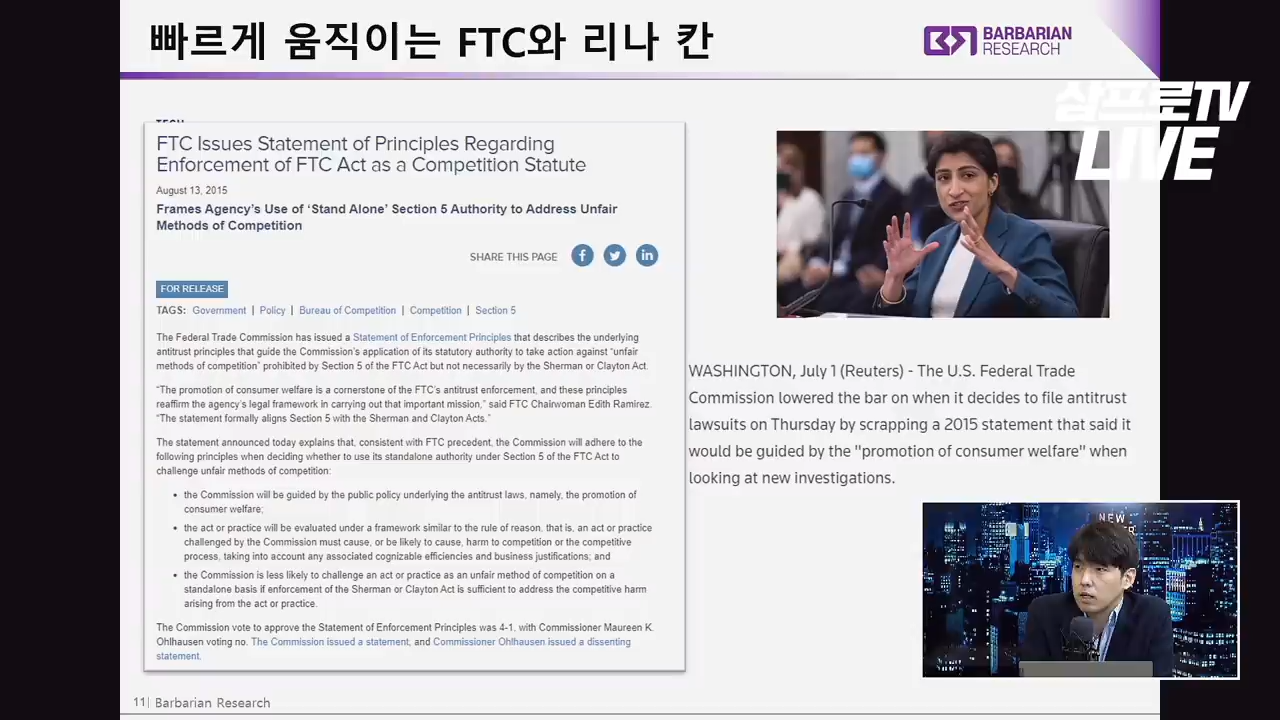 빠르게 움직이는 FTC와 리나 칸
BARBARIAN
RESEARCH
삼프로TV
LIVE
FTC Issues Statement of Principles Regarding
Enforcement of FTC Act as a Competition Statute
August 13, 2015
Frames Agency's Use of 'Stand Alone' Section 5 Authority to Address Unfair
Methods of Competition
SHARE THIS PAGE
FOR RELEASE
TAGS: Government | Policy | Bureau of Competition | Competition | Section 5
The Federal Trade Commission has issued a Statement of Enforcement Principles that describes the underlying
antitrust principles that guide the Commission's application of its statutory authority to take action against "unfair
methods of competition" prohibited by Section 5 of the FTC Act but not necessarily by the Sherman or Clayton Act.
"The promotion of consumer welfare is a cornerstone of the FTC's antitrust enforcement, and these principles
reaffirm the agency's legal framework in carrying out that important mission," said FTC Chairwoman Edith Ramirez.
"The statement formally aligns Section 5 with the Sherman and Clayton Acts."
The statement announced today explains that, consistent with FTC precedent, the Commission will adhere to the
following principles when deciding whether to use its standalone authority under Section 5 of the FTC Act to
challenge unfair methods of competition:
• the Commission will be guided by the public policy underlying the antitrust laws, namely, the promotion of
consumer welfare;
• the act or practice will be evaluated under a framework similar to the rule of reason, that is, an act or practice
challenged by the Commission must cause, or be likely to cause, harm to competition or the competitive
process, taking into account any associated cognizable efficiencies and business justifications; and
• the Commission is less likely to challenge an act or practice as an unfair method of competition on a
standalone basis if enforcement of the Sherman or Clayton Act is sufficient to address the competitive harm
arising from the act or practice.
The Commission vote to approve the Statement of Enforcement Principles was 4-1, with Commissioner Maureen K.
Ohlhausen voting no. The Commission issued a statement, and Commissioner Ohlhausen issued a dissenting
statement.
WASHINGTON, July 1 (Reuters) - The U.S. Federal Trade
Commission lowered the bar on when it decides to file antitrust
lawsuits on Thursday by scrapping a 2015 statement that said it
would be guided by the "promotion of consumer welfare" when
looking at new investigations.
NEW
11| Barbarian Research